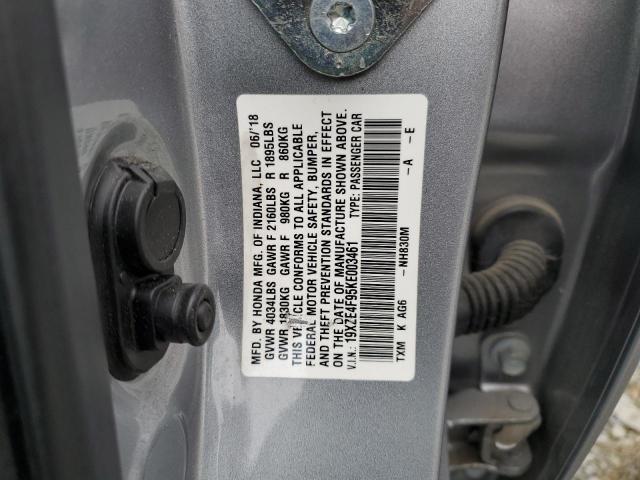 MFD. BY HONDA MFG. OF INDIANA, LLC 06/'18
GVWR 4034LBS GAWR F 2160LBS R 1895LBS
GVWR 1830KG GAWR F 980KG R 860KG
THIS VEHICLE CONFORMS TO ALL APPLICABLE
FEDERAL MOTOR VEHICLE SAFETY, BUMPER,
AND THEFT PREVENTION STANDARDS IN EFFECT
ON THE DATE OF MANUFACTURE SHOWN ABOVE.
V.I.N.: 19XZE4F95KE003461 TYPE: PASSENGER CAR
TXM K AG6 -NH830M -A -E